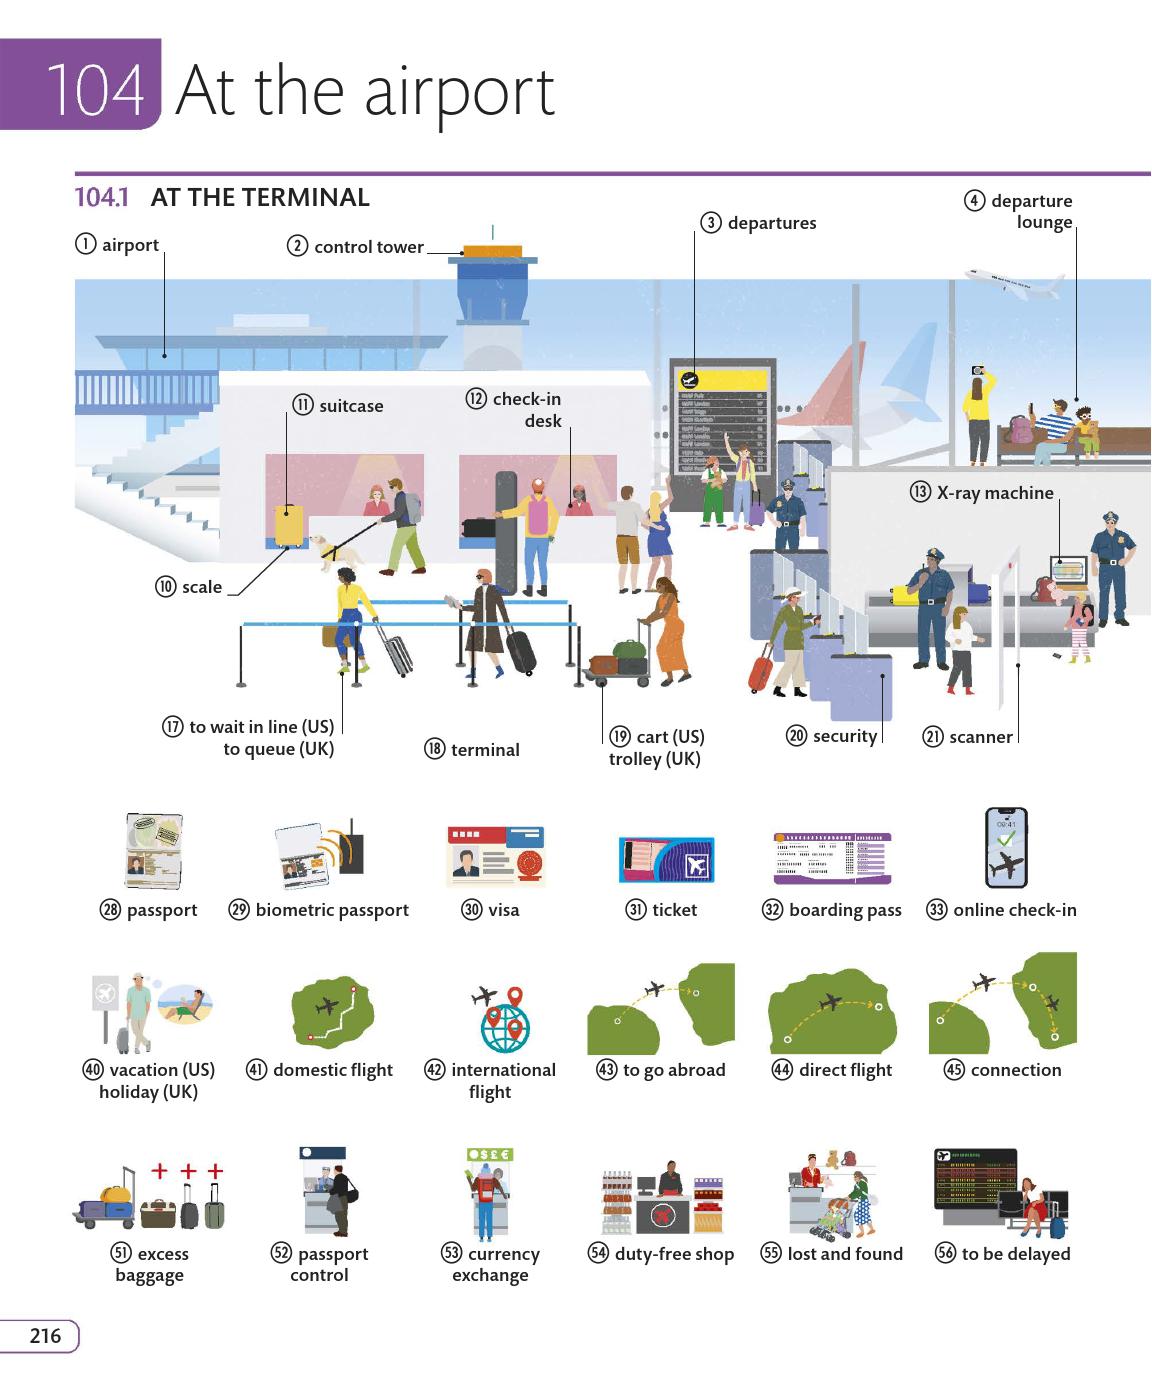 104 At the airport
104.1 AT THE TERMINAL
1 airport
2 control tower
3 departures
4 departure
lounge
11 suitcase
12 check-in
desk
13 X-ray machine
10 scale
17 to wait in line (US)
to queue (UK)
18 terminal
19 cart (US)
trolley (UK)
20 security
21 scanner
09:41
28 passport
29 biometric passport
30 visa
31 ticket
32 boarding pass
33 online check-in
40 vacation (US)
holiday (UK)
41 domestic flight
42 international
flight
43 to go abroad
44 direct flight
45 connection
$ £ €
51 excess
baggage
52 passport
control
53 currency
exchange
54 duty-free shop
55 lost and found
56 to be delayed
216